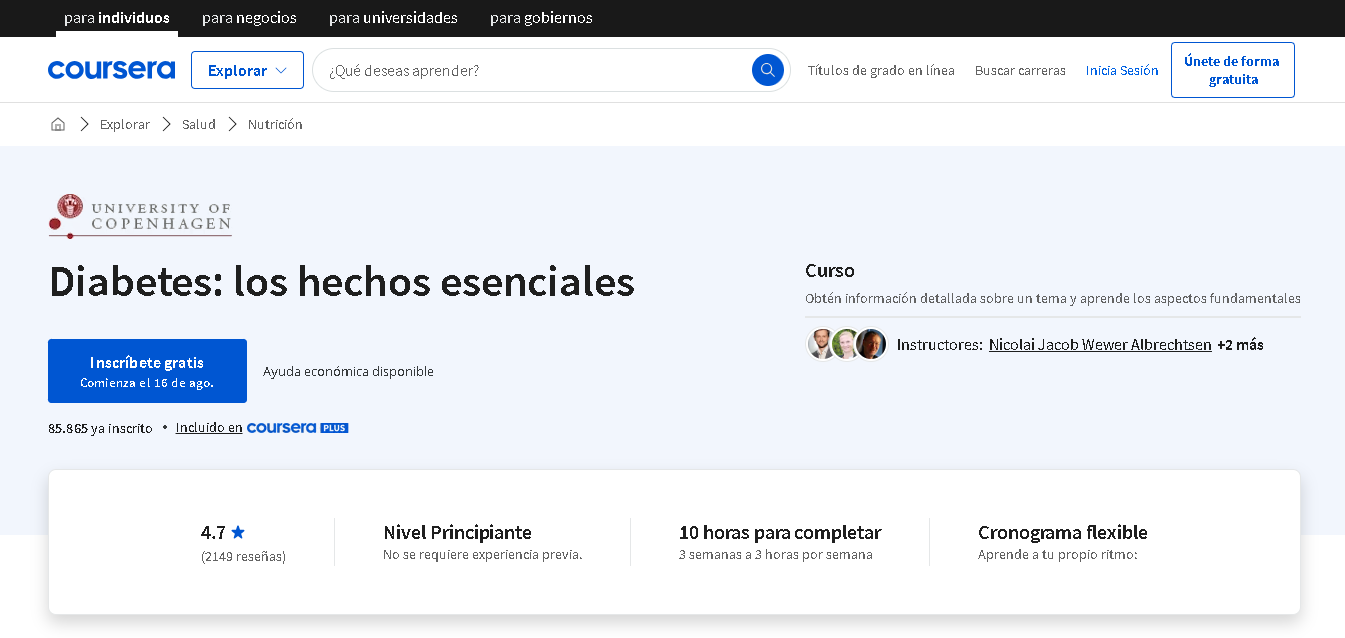 para individuos para negocios para universidades para gobiernos
coursera Explorar ¿Qué deseas aprender? Títulos de grado en línea Buscar carreras Inicia Sesión Únete de forma
gratuita
Explorar Salud Nutrición
UNIVERSITY OF
COPENHAGEN
Diabetes: los hechos esenciales
Curso
Obtén información detallada sobre un tema y aprende los aspectos fundamentales
Instructores: Nicolai Jacob Wewer Albrechtsen +2 más
Inscríbete gratis
Comienza el 16 de ago.
Ayuda económica disponible
85.865 ya inscrito • Incluido en coursera PLUS
4.7
(2149 reseñas)
Nivel Principiante
No se requiere experiencia previa.
10 horas para completar
3 semanas a 3 horas por semana
Cronograma flexible
Aprende a tu propio ritmo: